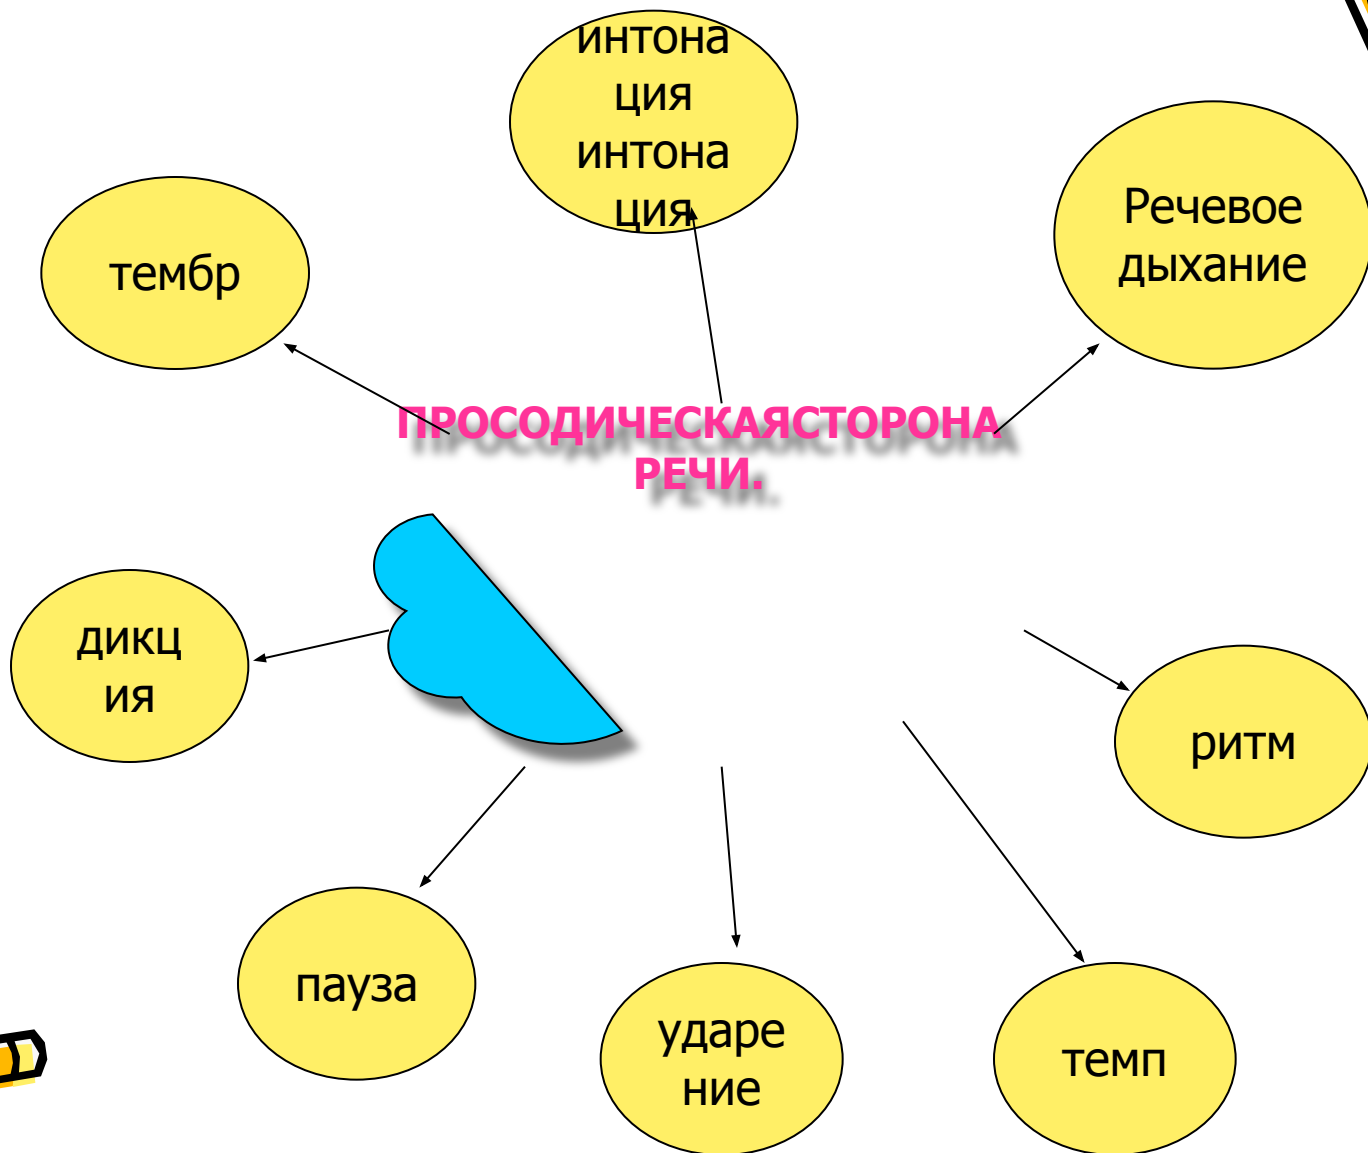 интона
ция
интона
ция
Речевое
дыхание
тембр
ПРОСОДИЧЕСКАЯСТОРОНА
РЕЧИ.
дикц
ия
ритм
пауза
ударе
ние
темп